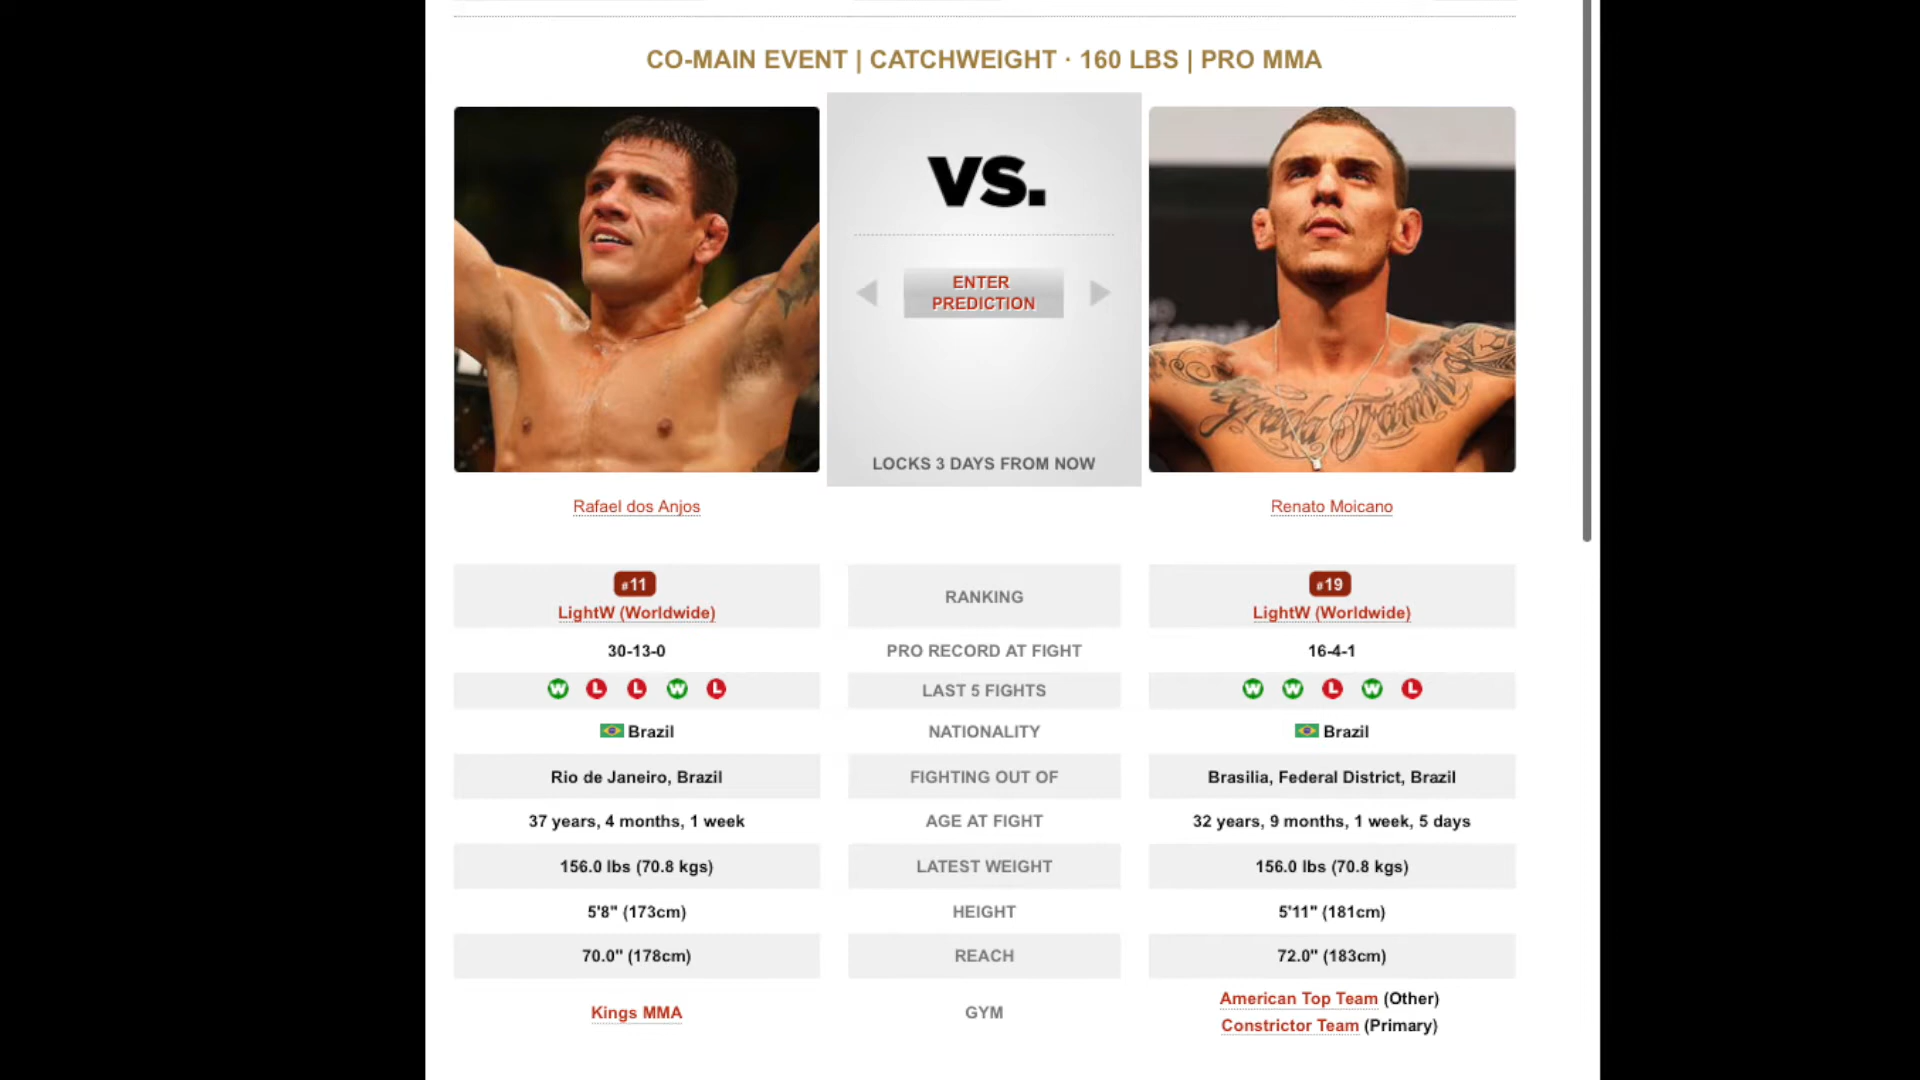 CO-MAIN EVENT | CATCHWEIGHT · 160 LBS | PRO MMA
VS.
ENTER
PREDICTION
LOCKS 3 DAYS FROM NOW
Rafael dos Anjos
Renato Moicano
#11
LightW (Worldwide)
RANKING
#19
LightW (Worldwide)
30-13-0
PRO RECORD AT FIGHT
16-4-1
W L L W L
LAST 5 FIGHTS
W W L W L
Brazil
NATIONALITY
Brazil
Rio de Janeiro, Brazil
FIGHTING OUT OF
Brasilia, Federal District, Brazil
37 years, 4 months, 1 week
AGE AT FIGHT
32 years, 9 months, 1 week, 5 days
156.0 lbs (70.8 kgs)
LATEST WEIGHT
156.0 lbs (70.8 kgs)
5'8" (173cm)
HEIGHT
5'11" (181cm)
70.0" (178cm)
REACH
72.0" (183cm)
Kings MMA
GYM
American Top Team (Other)
Constrictor Team (Primary)